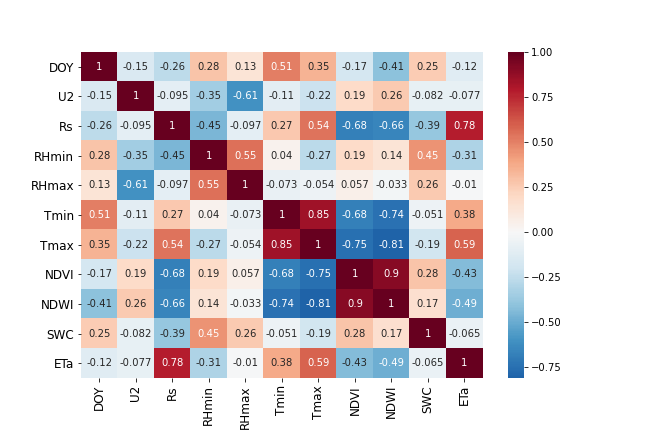 DOY 1 -0.15 -0.26 0.28 0.13 0.51 0.35 -0.17 -0.41 0.25 -0.12
U2 -0.15 1 -0.095 -0.35 -0.61 -0.11 -0.22 0.19 0.26 -0.082 -0.077
Rs -0.26 -0.095 1 -0.45 -0.097 0.27 0.54 -0.68 -0.66 -0.39 0.78
RHmin 0.28 -0.35 -0.45 1 0.55 0.04 -0.27 0.19 0.14 0.45 -0.31
RHmax 0.13 -0.61 -0.097 0.55 1 -0.073 -0.054 0.057 -0.033 0.26 -0.01
Tmin 0.51 -0.11 0.27 0.04 -0.073 1 0.85 -0.68 -0.74 -0.051 0.38
Tmax 0.35 -0.22 0.54 -0.27 -0.054 0.85 1 -0.75 -0.81 -0.19 0.59
NDVI -0.17 0.19 -0.68 0.19 0.057 -0.68 -0.75 1 0.9 0.28 -0.43
NDWI -0.41 0.26 -0.66 0.14 -0.033 -0.74 -0.81 0.9 1 0.17 -0.49
SWC 0.25 -0.082 -0.39 0.45 0.26 -0.051 -0.19 0.28 0.17 1 -0.065
ETa -0.12 -0.077 0.78 -0.31 -0.01 0.38 0.59 -0.43 -0.49 -0.065 1
DOY U2 Rs RHmin RHmax Tmin Tmax NDVI NDWI SWC ETa
1.00
0.75
0.50
0.25
0.00
-0.25
-0.50
-0.75